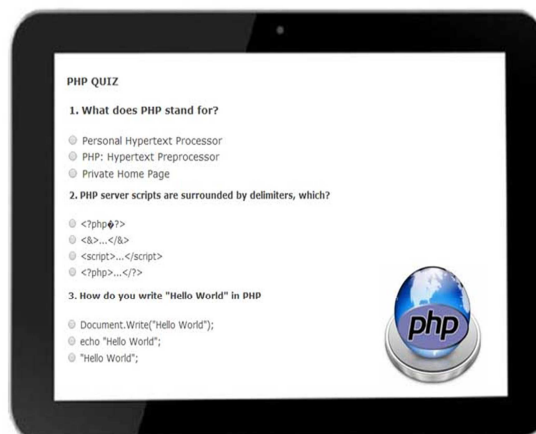 PHP QUIZ
1. What does PHP stand for?
Personal Hypertext Processor
PHP: Hypertext Preprocessor
Private Home Page
2. PHP server scripts are surrounded by delimiters, which?
<?php�?>
<&>...</&>
<script>...</script>
<?php>...</?>
3. How do you write "Hello World" in PHP
Document.Write("Hello World");
echo "Hello World";
"Hello World";
php